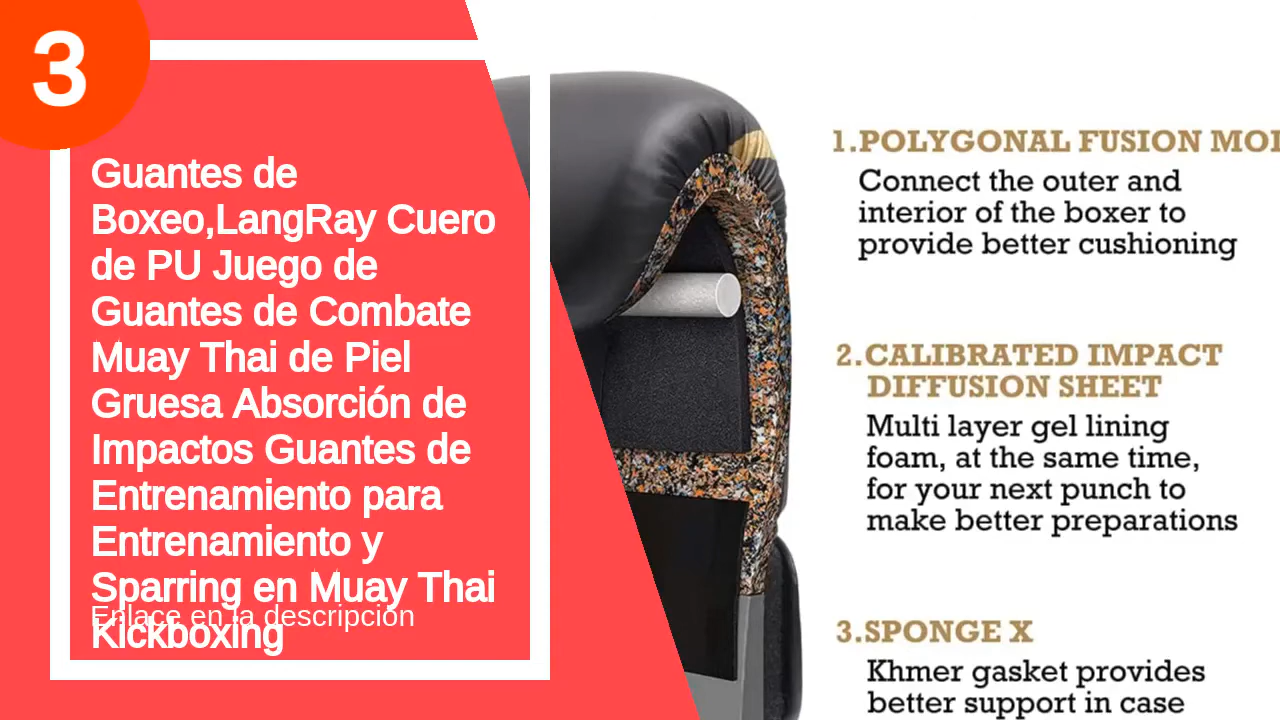 3
Guantes de
Boxeo,LangRay Cuero
de PU Juego de
Guantes de Combate
Muay Thai de Piel
Gruesa Absorción de
Impactos Guantes de
Entrenamiento para
Entrenamiento y
Sparring en Muay Thai
Enlace en la descripción
Kickboxing
1.POLYGONAL FUSION
Connect the outer and
interior of the boxer to
provide better cushioning
2.CALIBRATED IMPACT
DIFFUSION SHEET
Multi layer gel lining
foam, at the same time,
for your next punch to
make better preparations
3.SPONGE X
Khmer gasket provides
better support in case